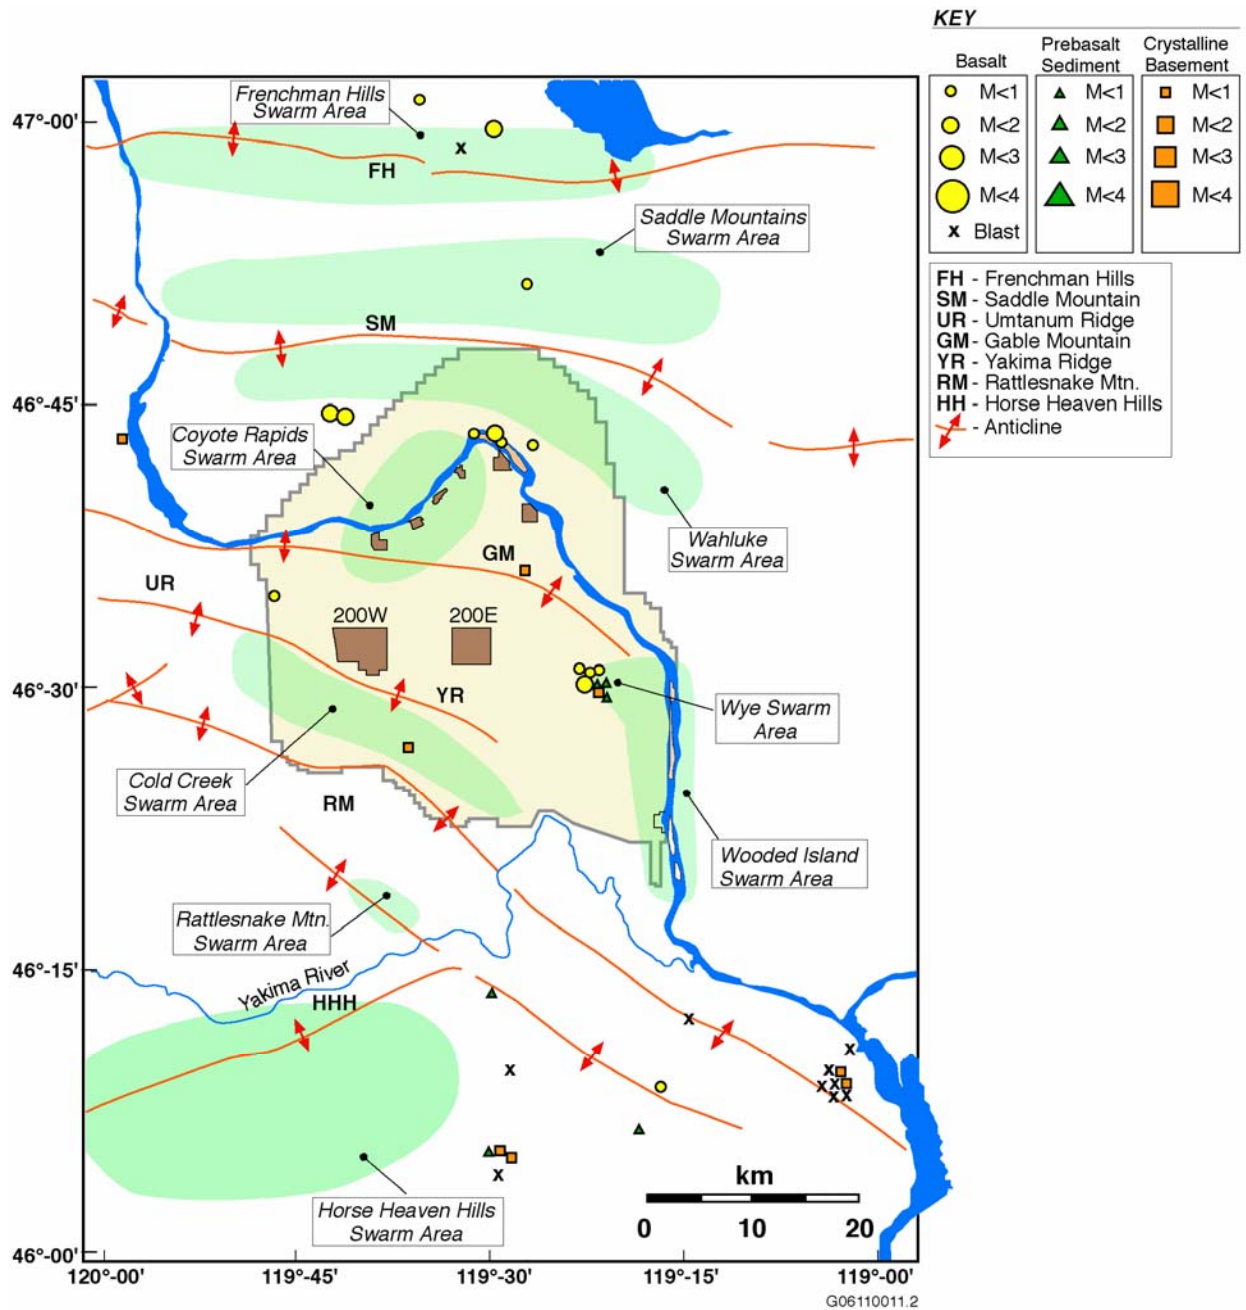 KEY
Basalt
M<1
M<2
M<3
M<4
x Blast
Prebasalt
Sediment
M<1
M<2
M<3
M<4
Crystalline
Basement
M<1
M<2
M<3
M<4
FH - Frenchman Hills
SM - Saddle Mountain
UR - Umtanum Ridge
GM - Gable Mountain
YR - Yakima Ridge
RM - Rattlesnake Mtn.
HH - Horse Heaven Hills
- Anticline
Frenchman Hills
Swarm Area
47°-00'
x
FH
Saddle Mountains
Swarm Area
SM
46°-45'
Coyote Rapids
Swarm Area
Wahluke
Swarm Area
GM
UR
200W
200E
46°-30'
YR
Wye Swarm
Area
Cold Creek
Swarm Area
RM
Wooded Island
Swarm Area
Rattlesnake Mtn.
Swarm Area
46°-15'
Yakima River
HHH
x
x
x
x
x
x
x
x
x
x
km
0
10
20
Horse Heaven Hills
Swarm Area
46°-00'
120°-00'
119°-45'
119°-30'
119°-15'
119°-00'
G06110011.2